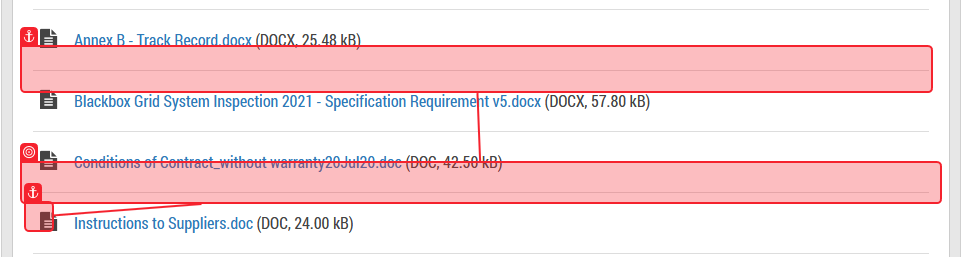 Annex B - Track Record.docx (DOCX, 25.48 kB)
Blackbox Grid System Inspection 2021 - Specification Requirement v5.docx (DOCX, 57.80 kB)
Conditions of Contract_without warranty20Jul20.doc (DOC, 42.50 kB)
Instructions to Suppliers.doc (DOC, 24.00 kB)